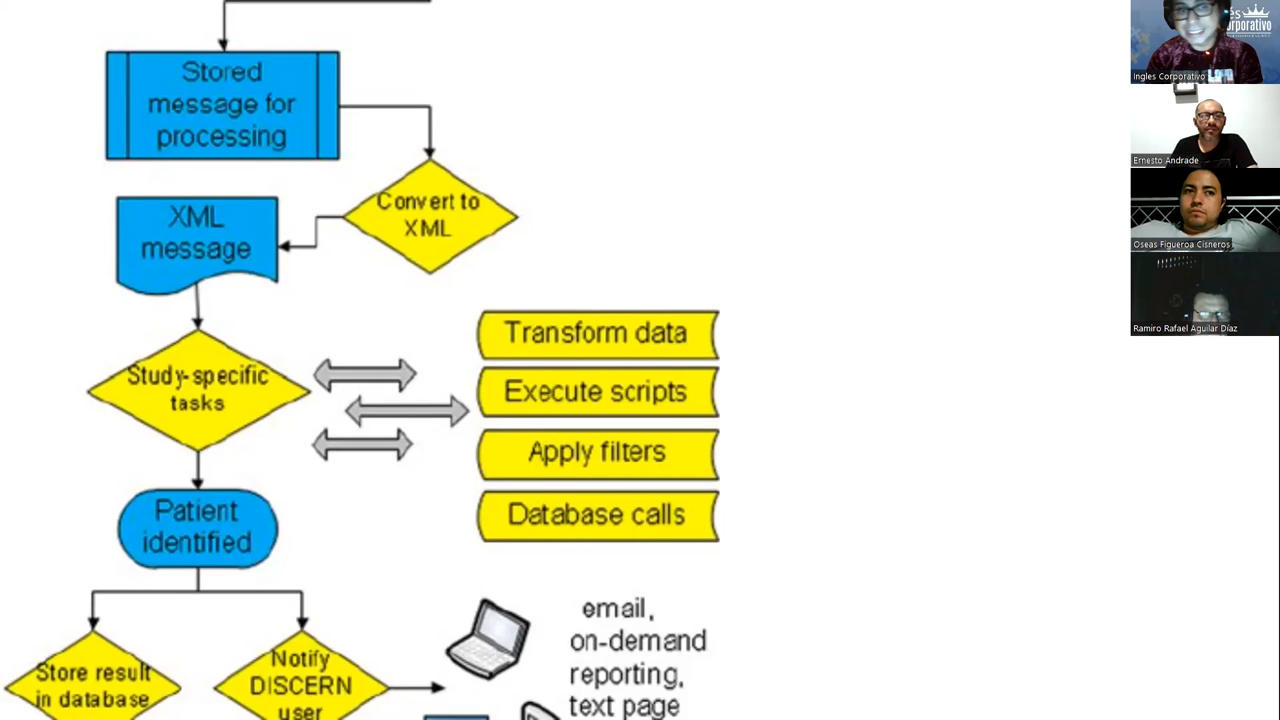 Stored
message for
processing
Convert to
XML
XML
message
Study-specific
tasks
Transform data
Execute scripts
Apply filters
Database calls
Patient
identified
Store result
in database
Notify
DISCERN
user
email,
on-demand
reporting,
text page
Ingles Corporativo
Ernesto Andrade
Oseas Figueroa Cisneros
Ramiro Rafael Aguilar Díaz